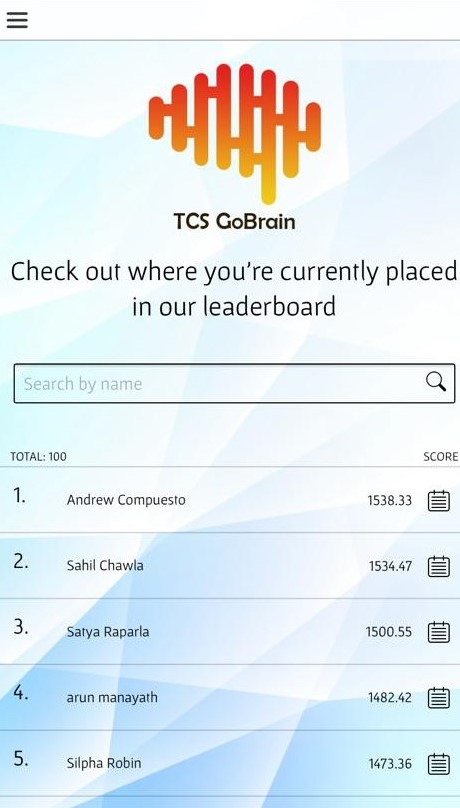 TCS GoBrain
Check out where you're currently placed
in our leaderboard
Search by name
TOTAL: 100 SCORE
1. Andrew Compuesto 1538.33
2. Sahil Chawla 1534.47
3. Satya Raparla 1500.55
4. arun manayath 1482.42
5. Silpha Robin 1473.36